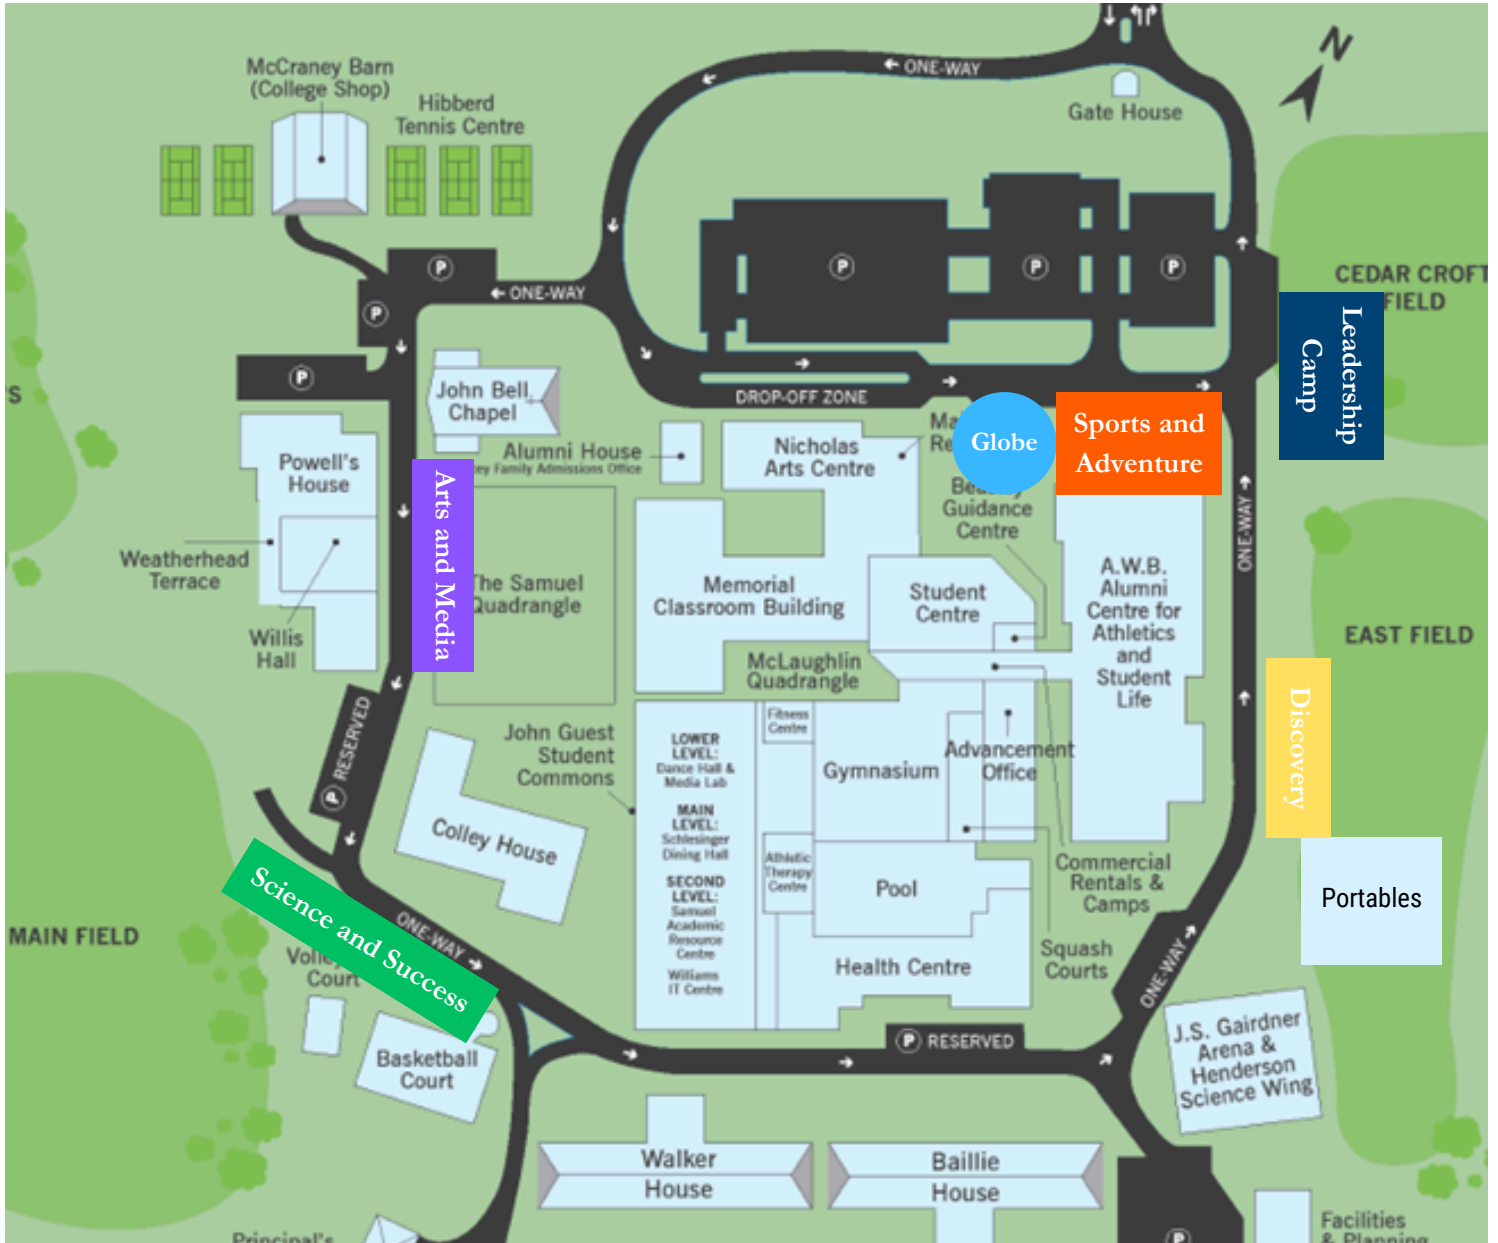 McCraney Barn
(College Shop)
Hibberd
Tennis Centre
ONE-WAY
Gate House
N
P
P
P
P
P
ONE-WAY
P
DROP-OFF ZONE
CEDAR CROFT
FIELD
Leadership
Camp
S
John Bell
Chapel
Alumni House
ey Family Admissions Office
Nicholas
Arts Centre
Globe
Sports and
Adventure
Powell's
House
Arts and Media
Weatherhead
Terrace
Willis
Hall
The Samuel
Quadrangle
Memorial
Classroom Building
Guidance
Centre
Student
Centre
A.W.B.
Alumni
Centre for
Athletics
and
Student
Life
ONE-WAY
EAST FIELD
McLaughlin
Quadrangle
Discovery
P RESERVED
John Guest
Student
Commons
LOWER
LEVEL:
Dance Hall &
Media Lab
MAIN
LEVEL:
Schlesinger
Dining Hall
SECOND
LEVEL:
Samuel
Academic
Resource
Centre
Williams
IT Centre
Fitness
Centre
Gymnasium
Advancement
Office
Colley House
Athletic
Therapy
Centre
Pool
Commercial
Rentals &
Camps
Portables
Science and Success
ONE-WAY
MAIN FIELD
Court
Health Centre
Squash
Courts
ONE-WAY
P RESERVED
Basketball
Court
J.S. Gairdner
Arena &
Henderson
Science Wing
Walker
House
Baillie
House
Principal's
P
Facilities
& Planning